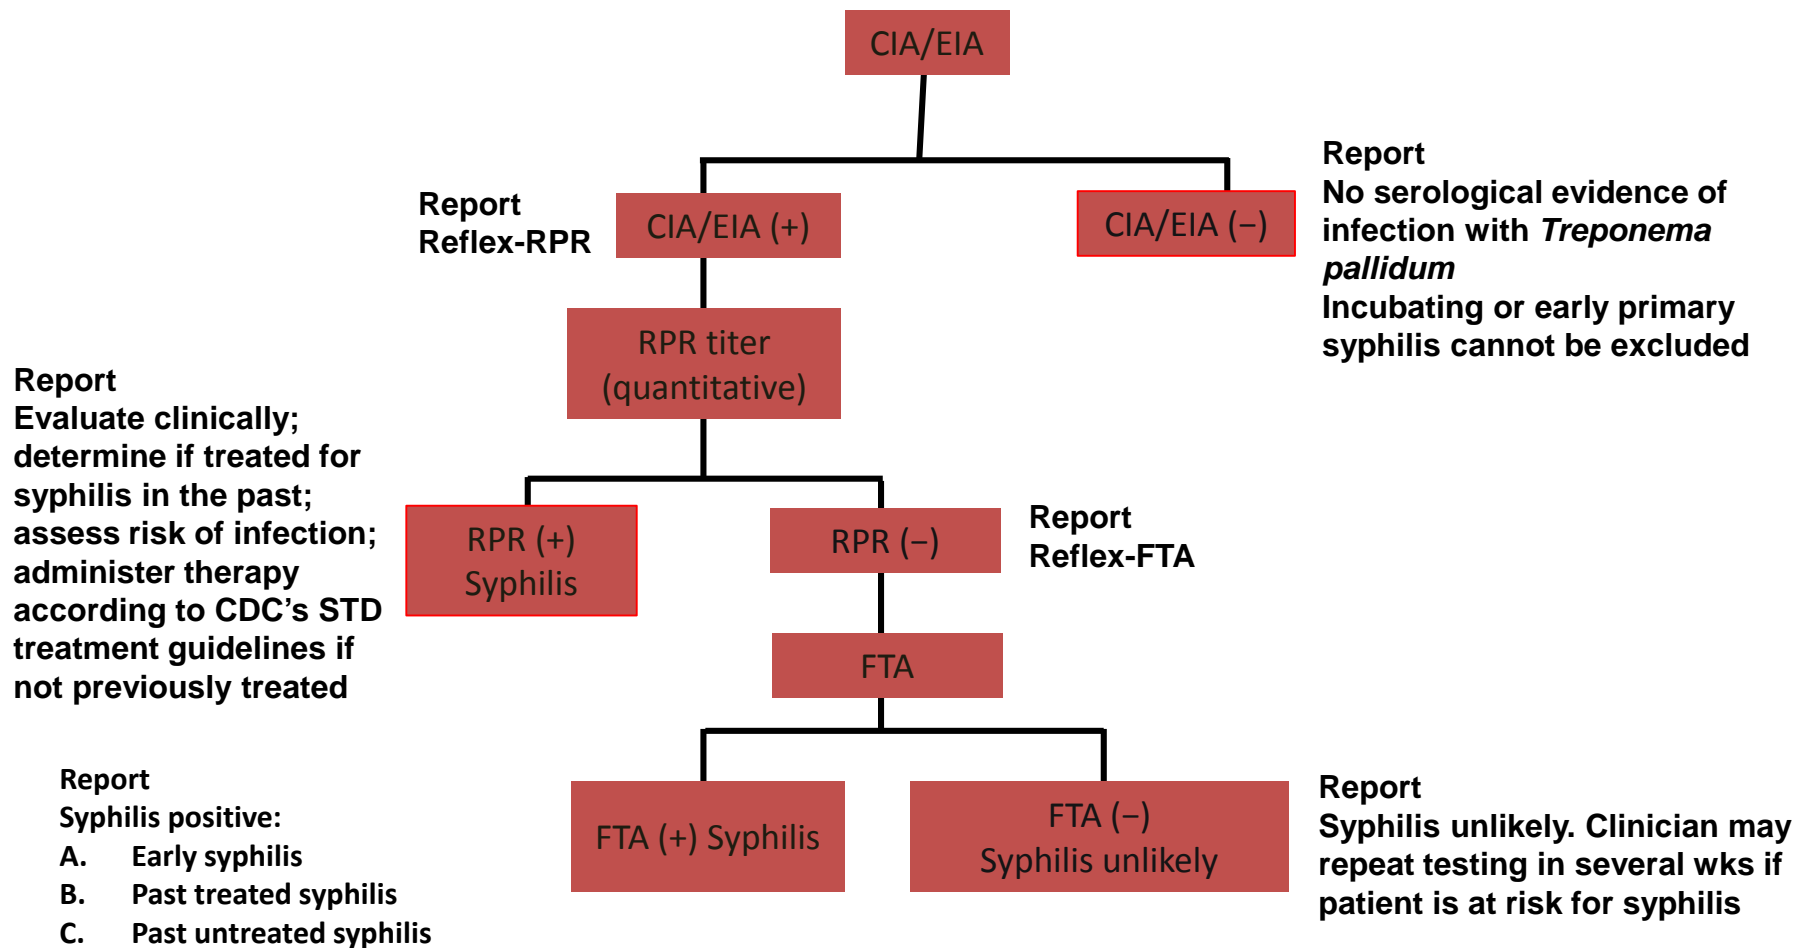 CIA/EIA
Report
Reflex-RPR
CIA/EIA (+)
CIA/EIA (−)
Report
No serological evidence of
infection with Treponema
pallidum
Incubating or early primary
syphilis cannot be excluded
RPR titer
(quantitative)
Report
Evaluate clinically;
determine if treated for
syphilis in the past;
assess risk of infection;
administer therapy
according to CDC’s STD
treatment guidelines if
not previously treated
RPR (+)
Syphilis
RPR (−)
Report
Reflex-FTA
FTA
Report
Syphilis positive:
A. Early syphilis
B. Past treated syphilis
C. Past untreated syphilis
FTA (+) Syphilis
FTA (−)
Syphilis unlikely
Report
Syphilis unlikely. Clinician may
repeat testing in several wks if
patient is at risk for syphilis